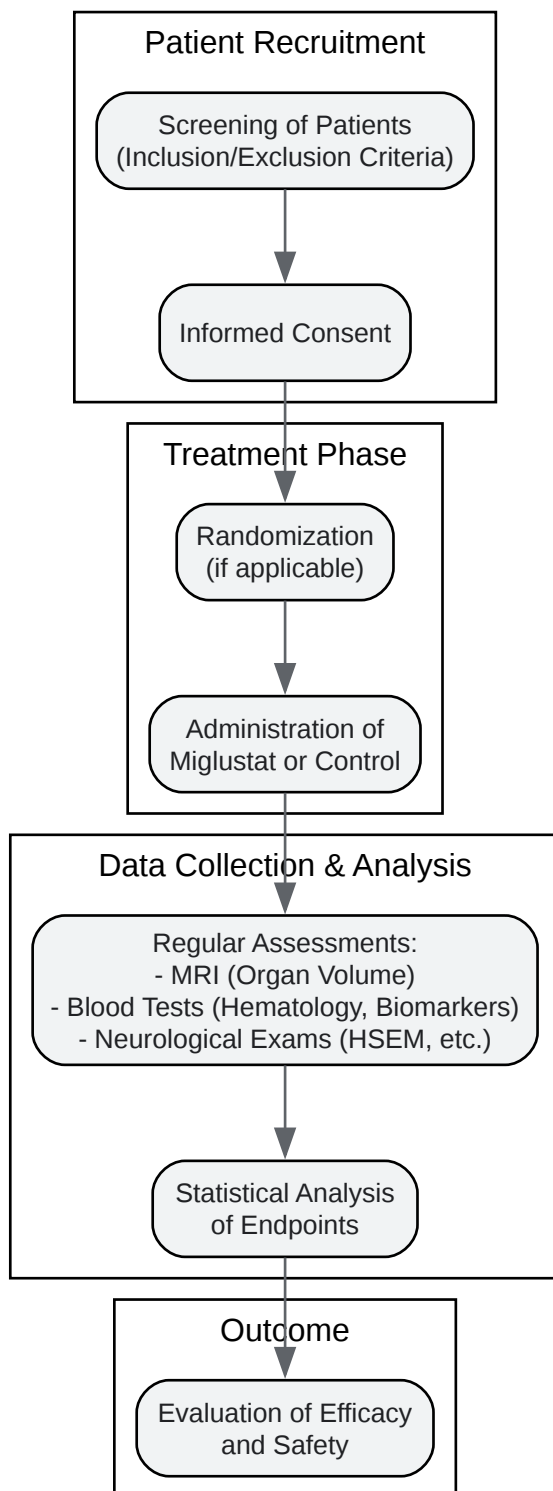 Patient Recruitment
Screening of Patients
(Inclusion/Exclusion Criteria)
Informed Consent
Treatment Phase
Randomization
(if applicable)
Administration of
Miglustat or Control
Data Collection & Analysis
Regular Assessments:
- MRI (Organ Volume)
- Blood Tests (Hematology, Biomarkers)
- Neurological Exams (HSEM, etc.)
Statistical Analysis
of Endpoints
Outcome
Evaluation of Efficacy
and Safety